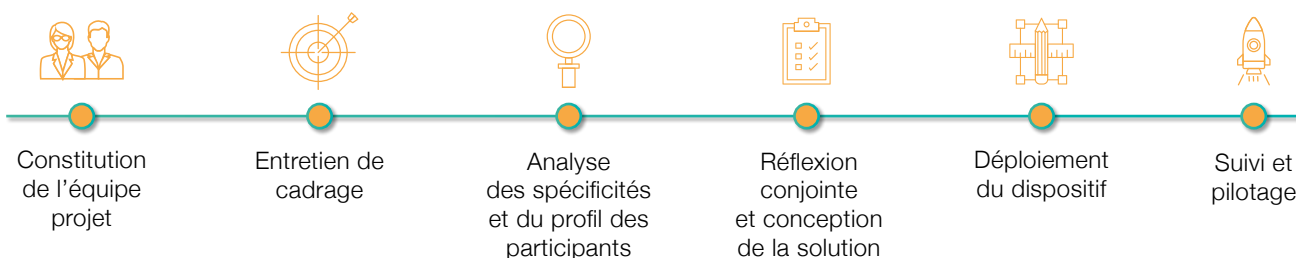 Constitution
de l'équipe
projet
Entretien de
cadrage
Analyse
des spécificités
et du profil des
participants
Réflexion
conjointe
et conception
de la solution
Déploiement
du dispositif
Suivi et
pilotage